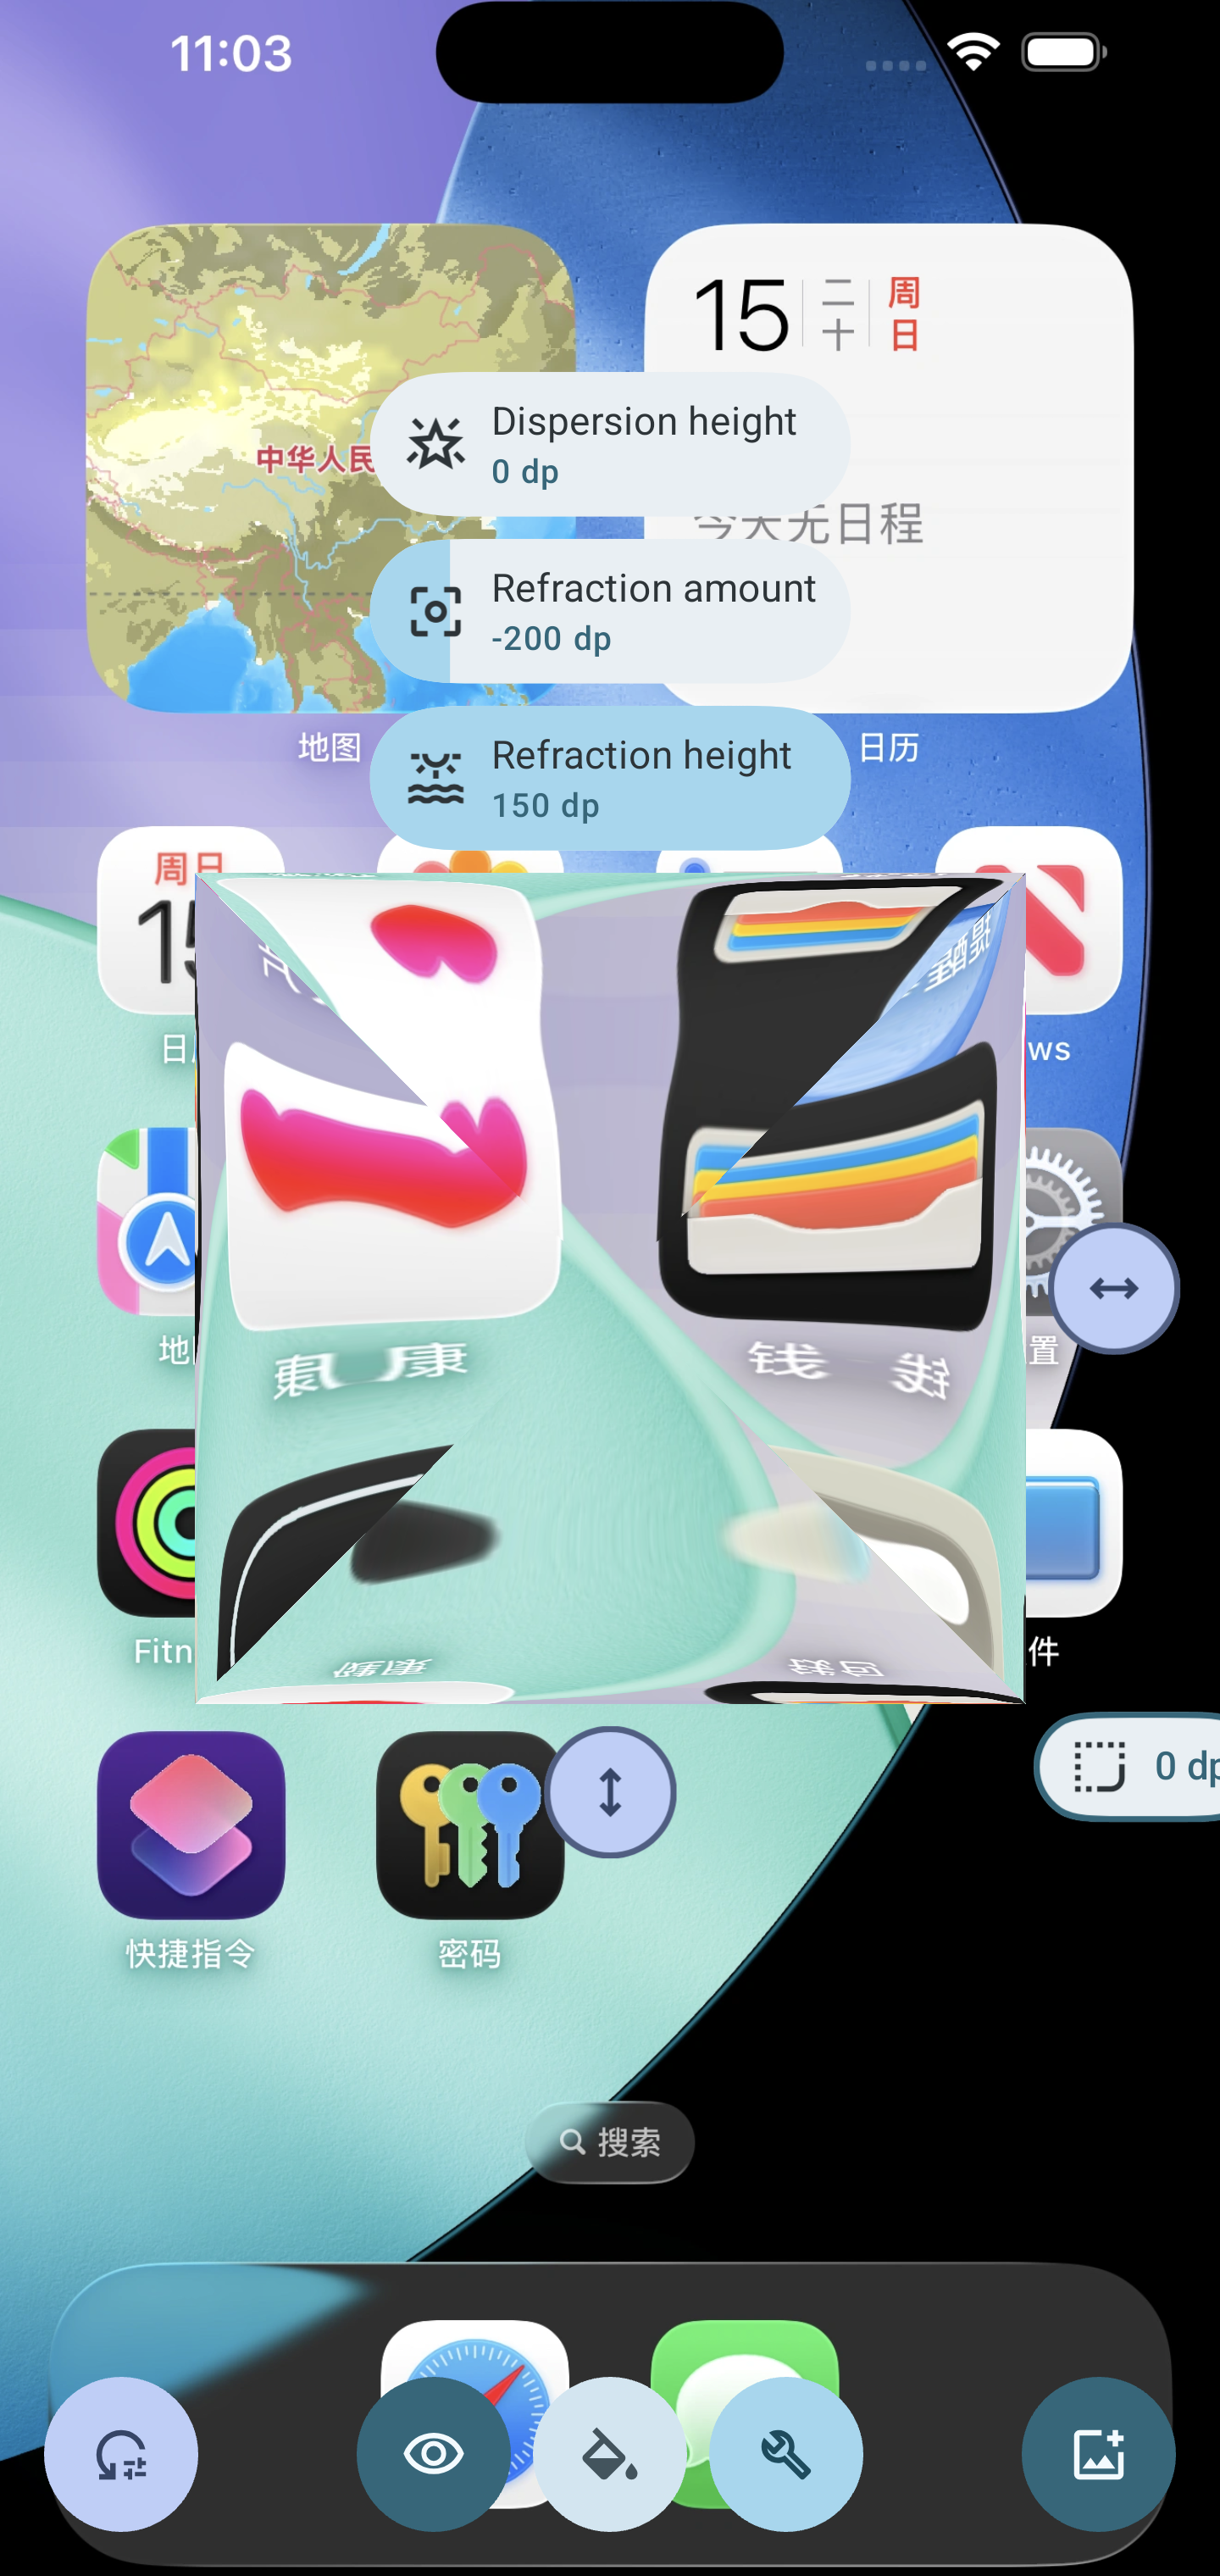 11:03
15
二十
周日
中华人民
Dispersion height
0 dp
今天无日程
Refraction amount
-200 dp
地图
日历
Refraction height
150 dp
周日
15
日
ws
地
置
康
钱
Fitn
件
0 dp
快捷指令
密码
搜索